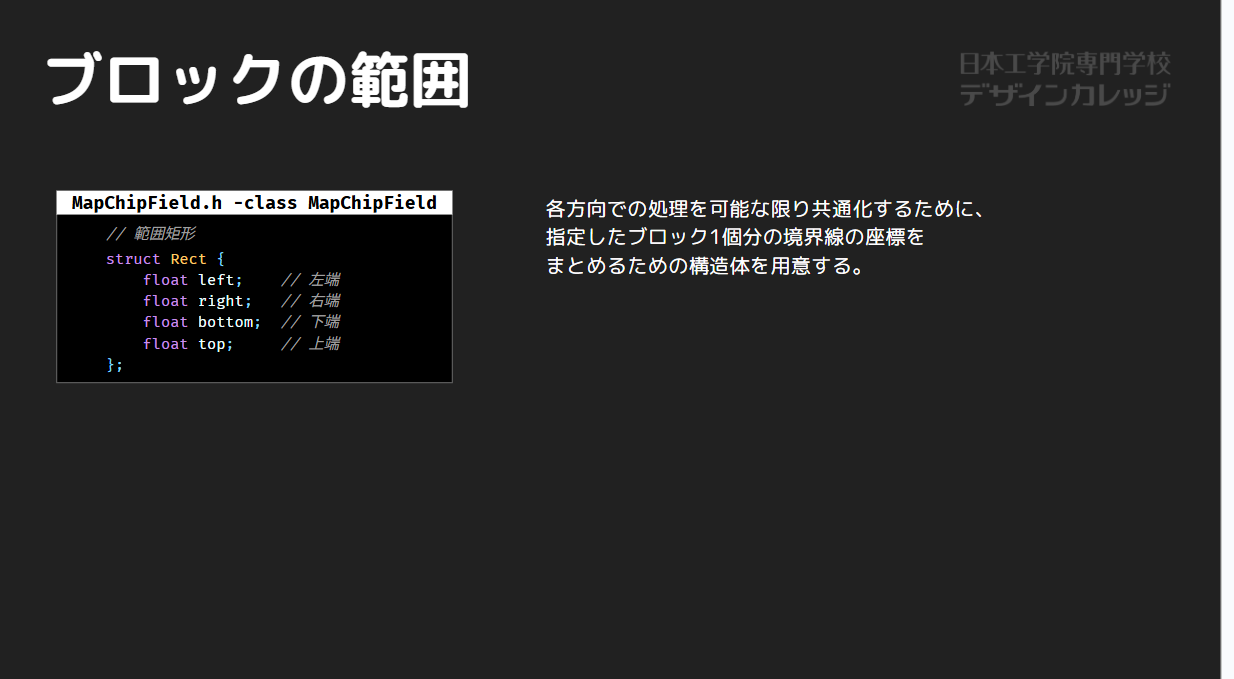 ブロックの範囲
日本工学院専門学校
デザインカレッジ
MapChipField.h -class MapChipField
// 範囲矩形
struct Rect {
float left; // 左端
float right; // 右端
float bottom; // 下端
float top; // 上端
};
各方向での処理を可能な限り共通化するために、
指定したブロック1個分の境界線の座標を
まとめるための構造体を用意する。